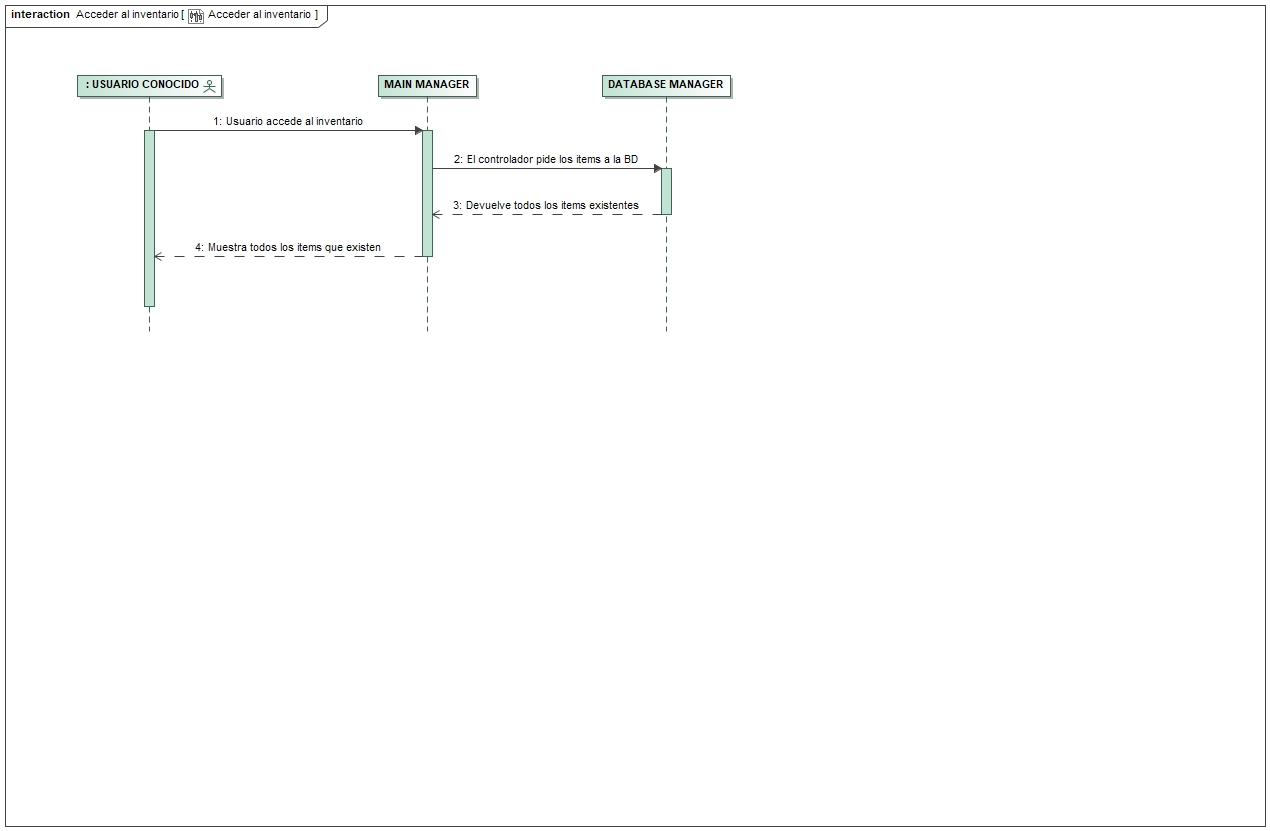 interaction Acceder al inventario [ Acceder al inventario ]
: USUARIO CONOCIDO
MAIN MANAGER
DATABASE MANAGER
1: Usuario accede al inventario
2: El controlador pide los items a la BD
3: Devuelve todos los items existentes
4: Muestra todos los items que existen